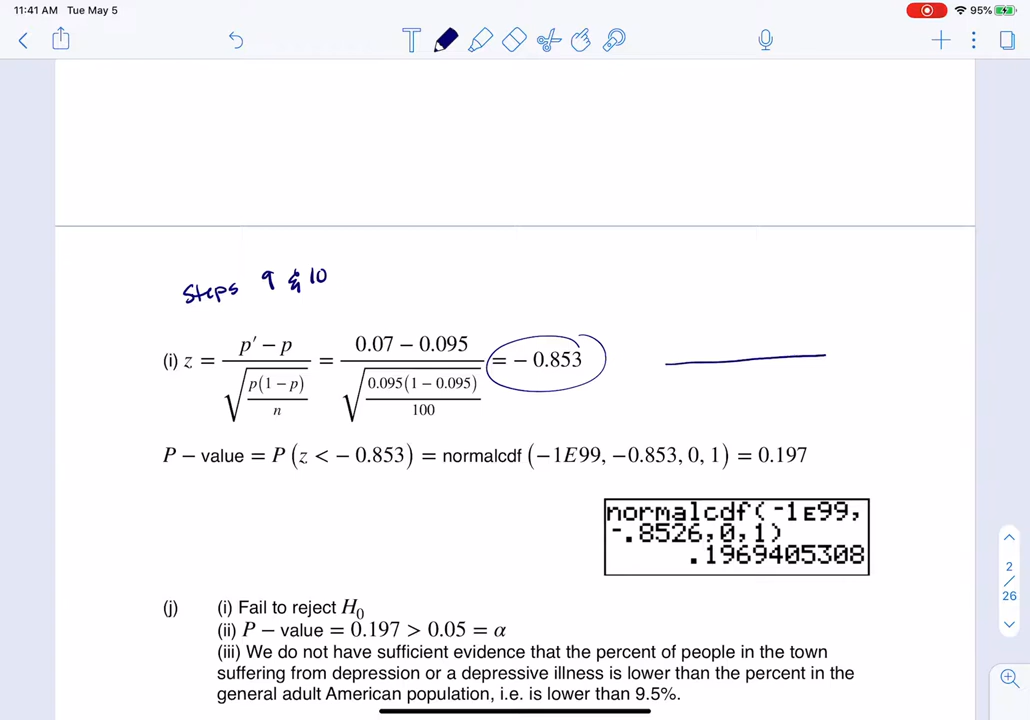 11:41 AM Tue May 5
95%
Steps 9 & 10
(i) z = (p′ − p) / √(p(1 − p) / n) = (0.07 − 0.095) / √(0.095(1 − 0.095) / 100) = − 0.853
P − value = P (z < − 0.853) = normalcdf (−1E99, −0.853, 0, 1) = 0.197
normalcdf(-1E99,
-.8526,0,1)
.1969405308
(j) (i) Fail to reject H₀
(ii) P − value = 0.197 > 0.05 = α
(iii) We do not have sufficient evidence that the percent of people in the town
suffering from depression or a depressive illness is lower than the percent in the
general adult American population, i.e. is lower than 9.5%.
2
/
26